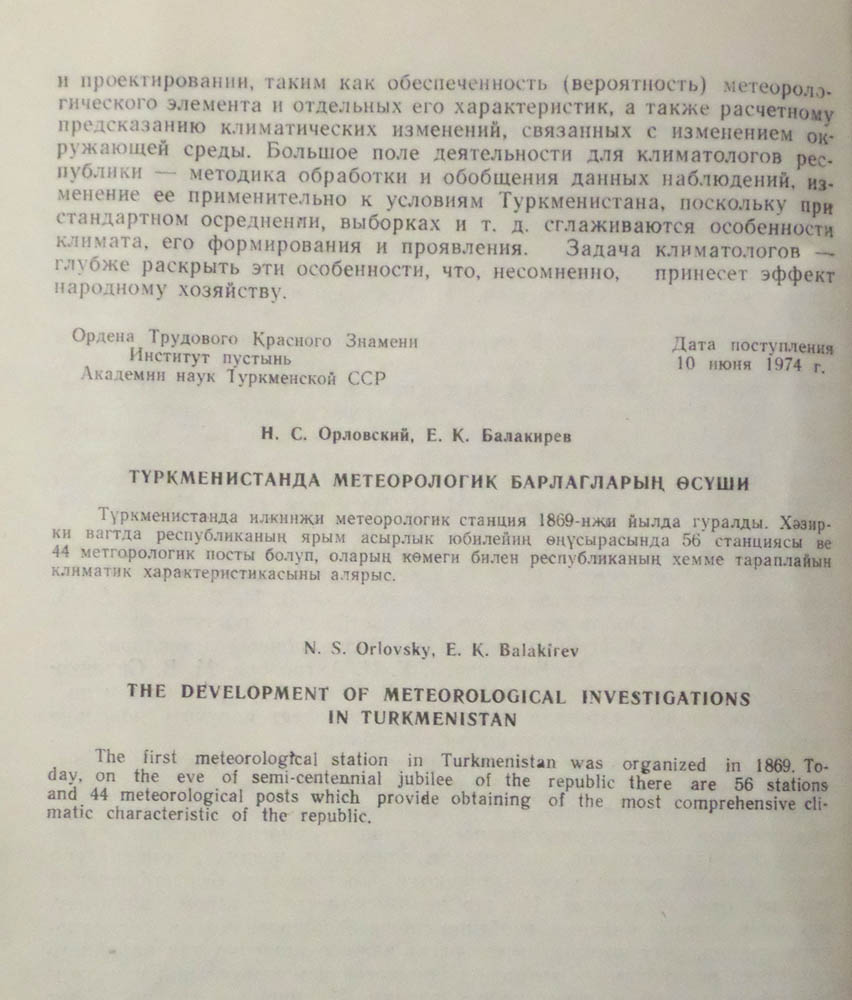 и проектировании, таким как обеспеченность (вероятность) метеороло-
гического элемента и отдельных его характеристик, а также расчетному
предсказанию климатических изменений, связанных с изменением ок-
ружающей среды. Большое поле деятельности для климатологов рес-
публики — методика обработки и обобщения данных наблюдений, из-
менение ее применительно к условиям Туркменистана, поскольку при
стандартном осреднении, выборках и т. д. сглаживаются особенности
климата, его формирования и проявления. Задача климатологов —
глубже раскрыть эти особенности, что, несомненно, принесет эффект
народному хозяйству.
Ордена Трудового Красного Знамени
Институт пустынь
Академии наук Туркменской ССР
Дата поступления
10 июня 1974 г.
Н. С. Орловский, Е. К. Балакирев
ТҮРКМЕНИСТАНДА МЕТЕОРОЛОГИК БАРЛАГЛАРЫҢ ӨСҮШИ
Түркменистанда илкинҗи метеорологик станция 1869-нҗи йылда гуралды. Хәзир-
ки вагтда республиканың ярым асырлык юбилейиң өңүсырасында 56 станциясы ве
44 метгорологик посты болуп, оларың көмеги билен республиканың хемме тараплайын
климатик характеристикасыны алярыс.
N. S. Orlovsky, E. K. Balakirev
THE DEVELOPMENT OF METEOROLOGICAL INVESTIGATIONS
IN TURKMENISTAN
The first meteorological station in Turkmenistan was organized in 1869. To-
day, on the eve of semi-centennial jubilee of the republic there are 56 stations
and 44 meteorological posts which provide obtaining of the most comprehensive cli-
matic characteristic of the republic.